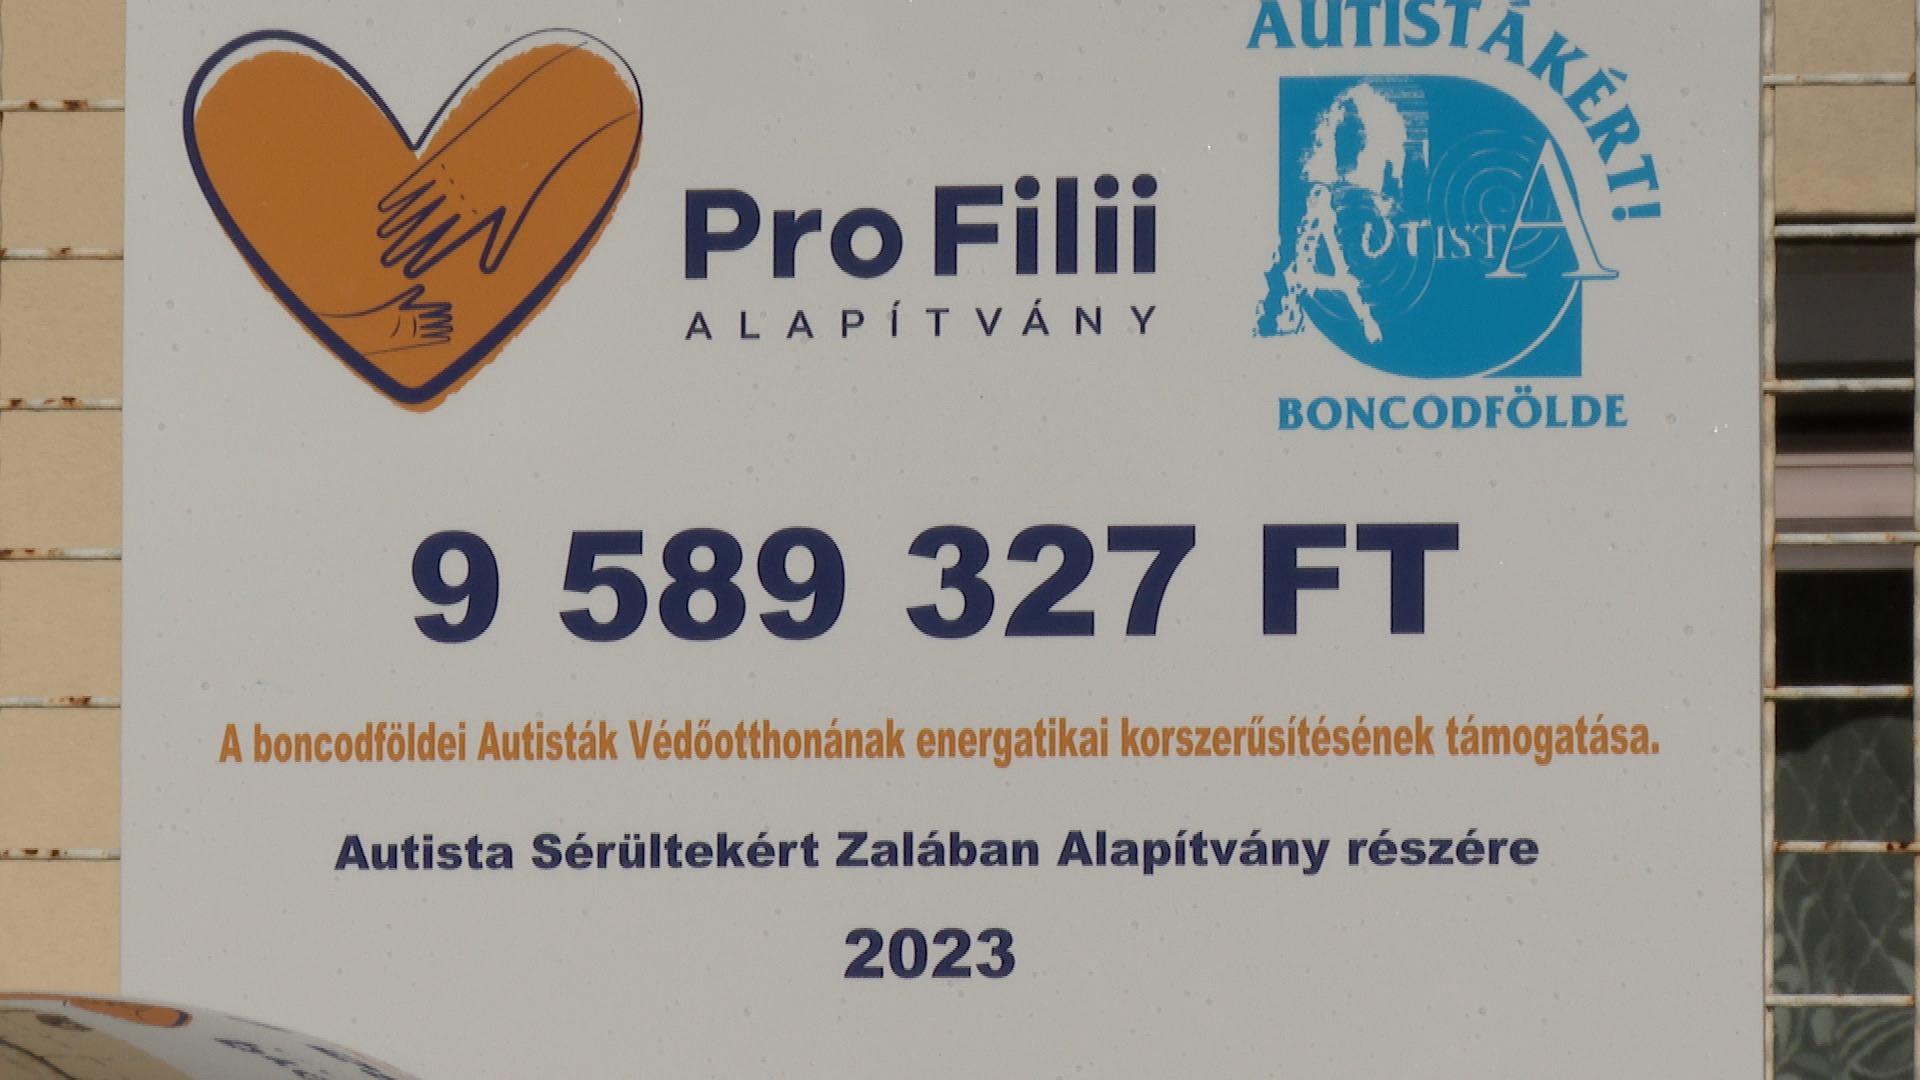 AUTISTÁKÉRT!
Pro Filii
ALAPÍTVÁNY
AUTISTA
BONCODFÖLDE
9 589 327 FT
A boncodföldei Autisták Védőotthonának energatikai korszerűsítésének támogatása.
Autista Sérültekért Zalában Alapítvány részére
2023